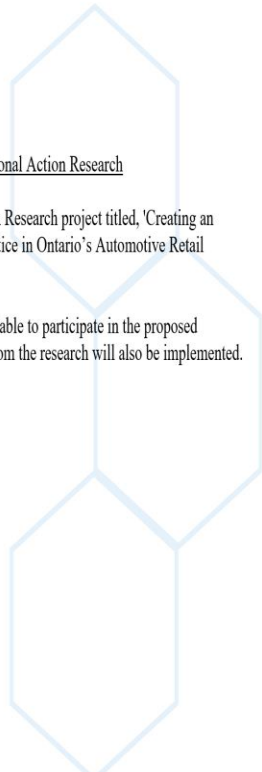 onal Action Research
Research project titled, 'Creating an
tice in Ontario's Automotive Retail
able to participate in the proposed
om the research will also be implemented.